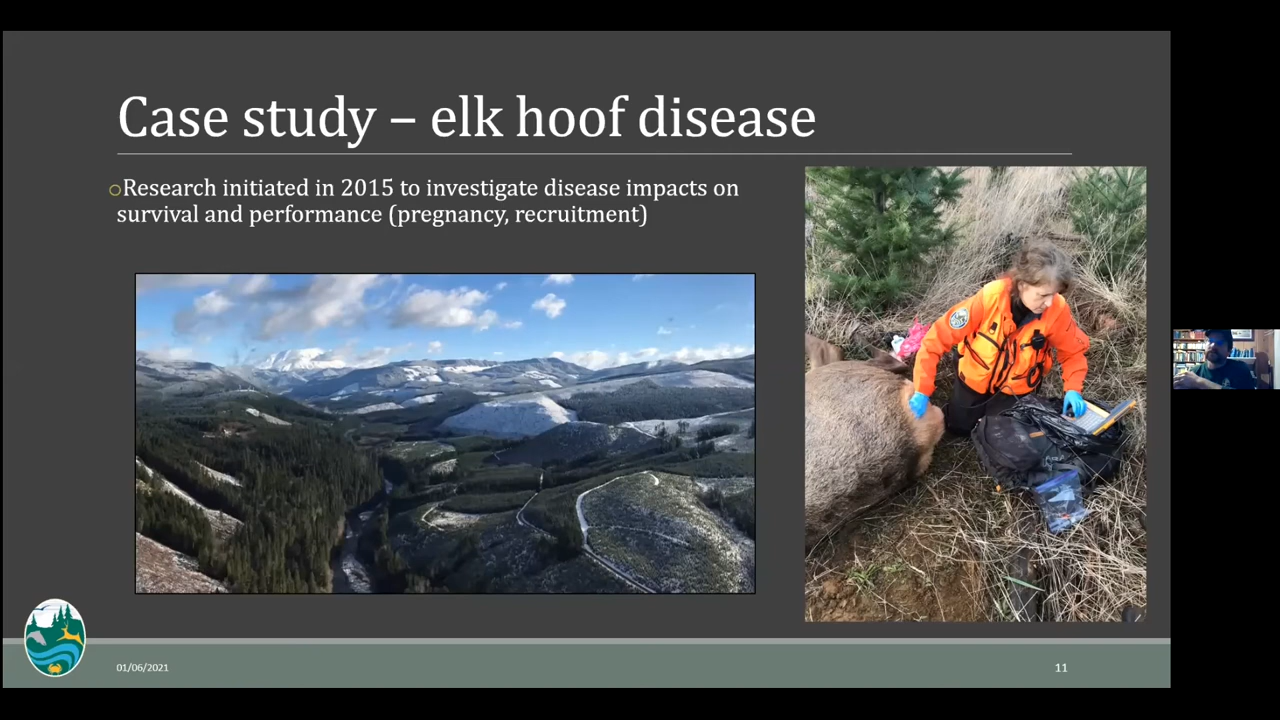 Case study – elk hoof disease
○Research initiated in 2015 to investigate disease impacts on
survival and performance (pregnancy, recruitment)
01/06/2021
11